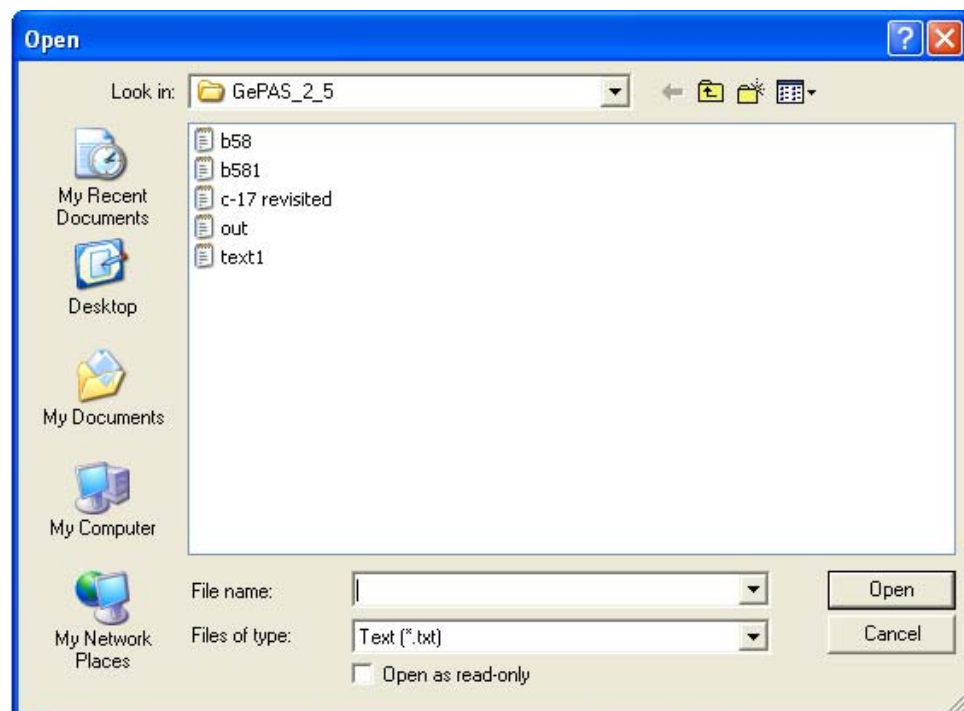 Open
Look in: GePAS_2_5
My Recent
Documents
Desktop
My Documents
My Computer
My Network
Places
b58
b581
c-17 revisited
out
text1
File name:
Open
Files of type: Text (*.txt)
Cancel
Open as read-only